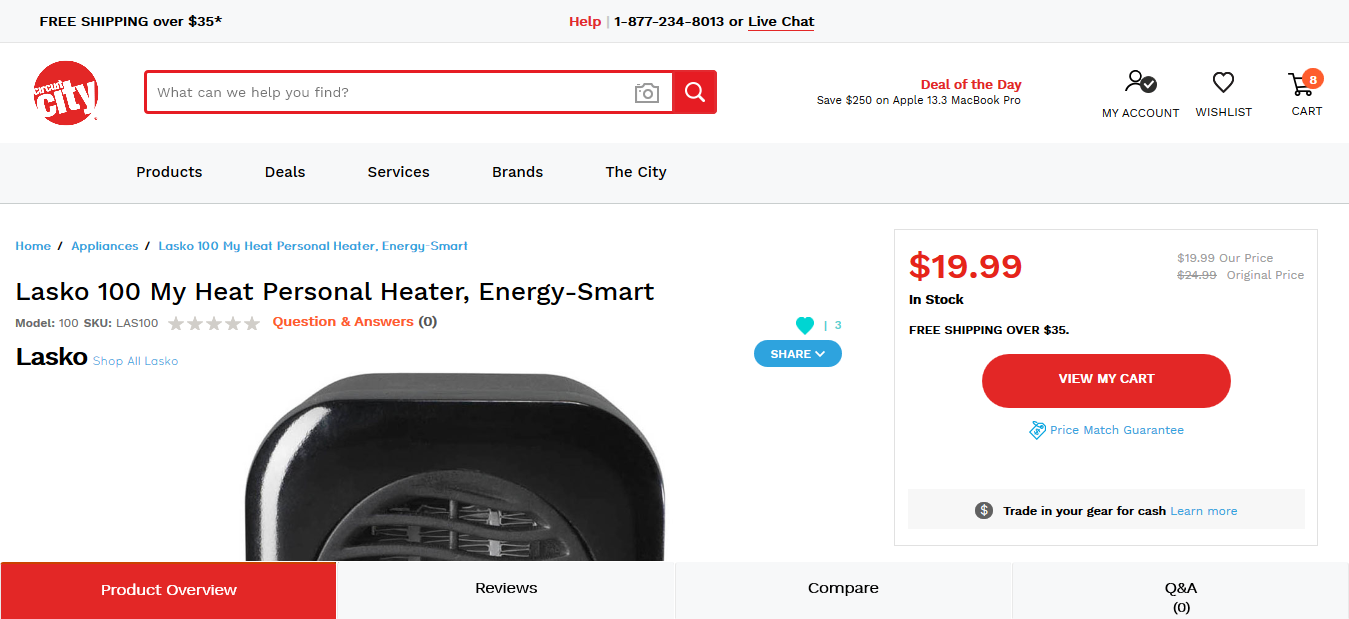 FREE SHIPPING over $35*
Help | 1-877-234-8013 or Live Chat
circuit
city
What can we help you find?
Deal of the Day
Save $250 on Apple 13.3 MacBook Pro
MY ACCOUNT
WISHLIST
8
CART
Products
Deals
Services
Brands
The City
Home / Appliances / Lasko 100 My Heat Personal Heater, Energy-Smart
Lasko 100 My Heat Personal Heater, Energy-Smart
Model: 100 SKU: LAS100
Question & Answers (0)
| 3
Lasko Shop All Lasko
SHARE
$19.99
$19.99 Our Price
$24.99 Original Price
In Stock
FREE SHIPPING OVER $35.
VIEW MY CART
Price Match Guarantee
$ Trade in your gear for cash Learn more
Product Overview
Reviews
Compare
Q&A
(0)